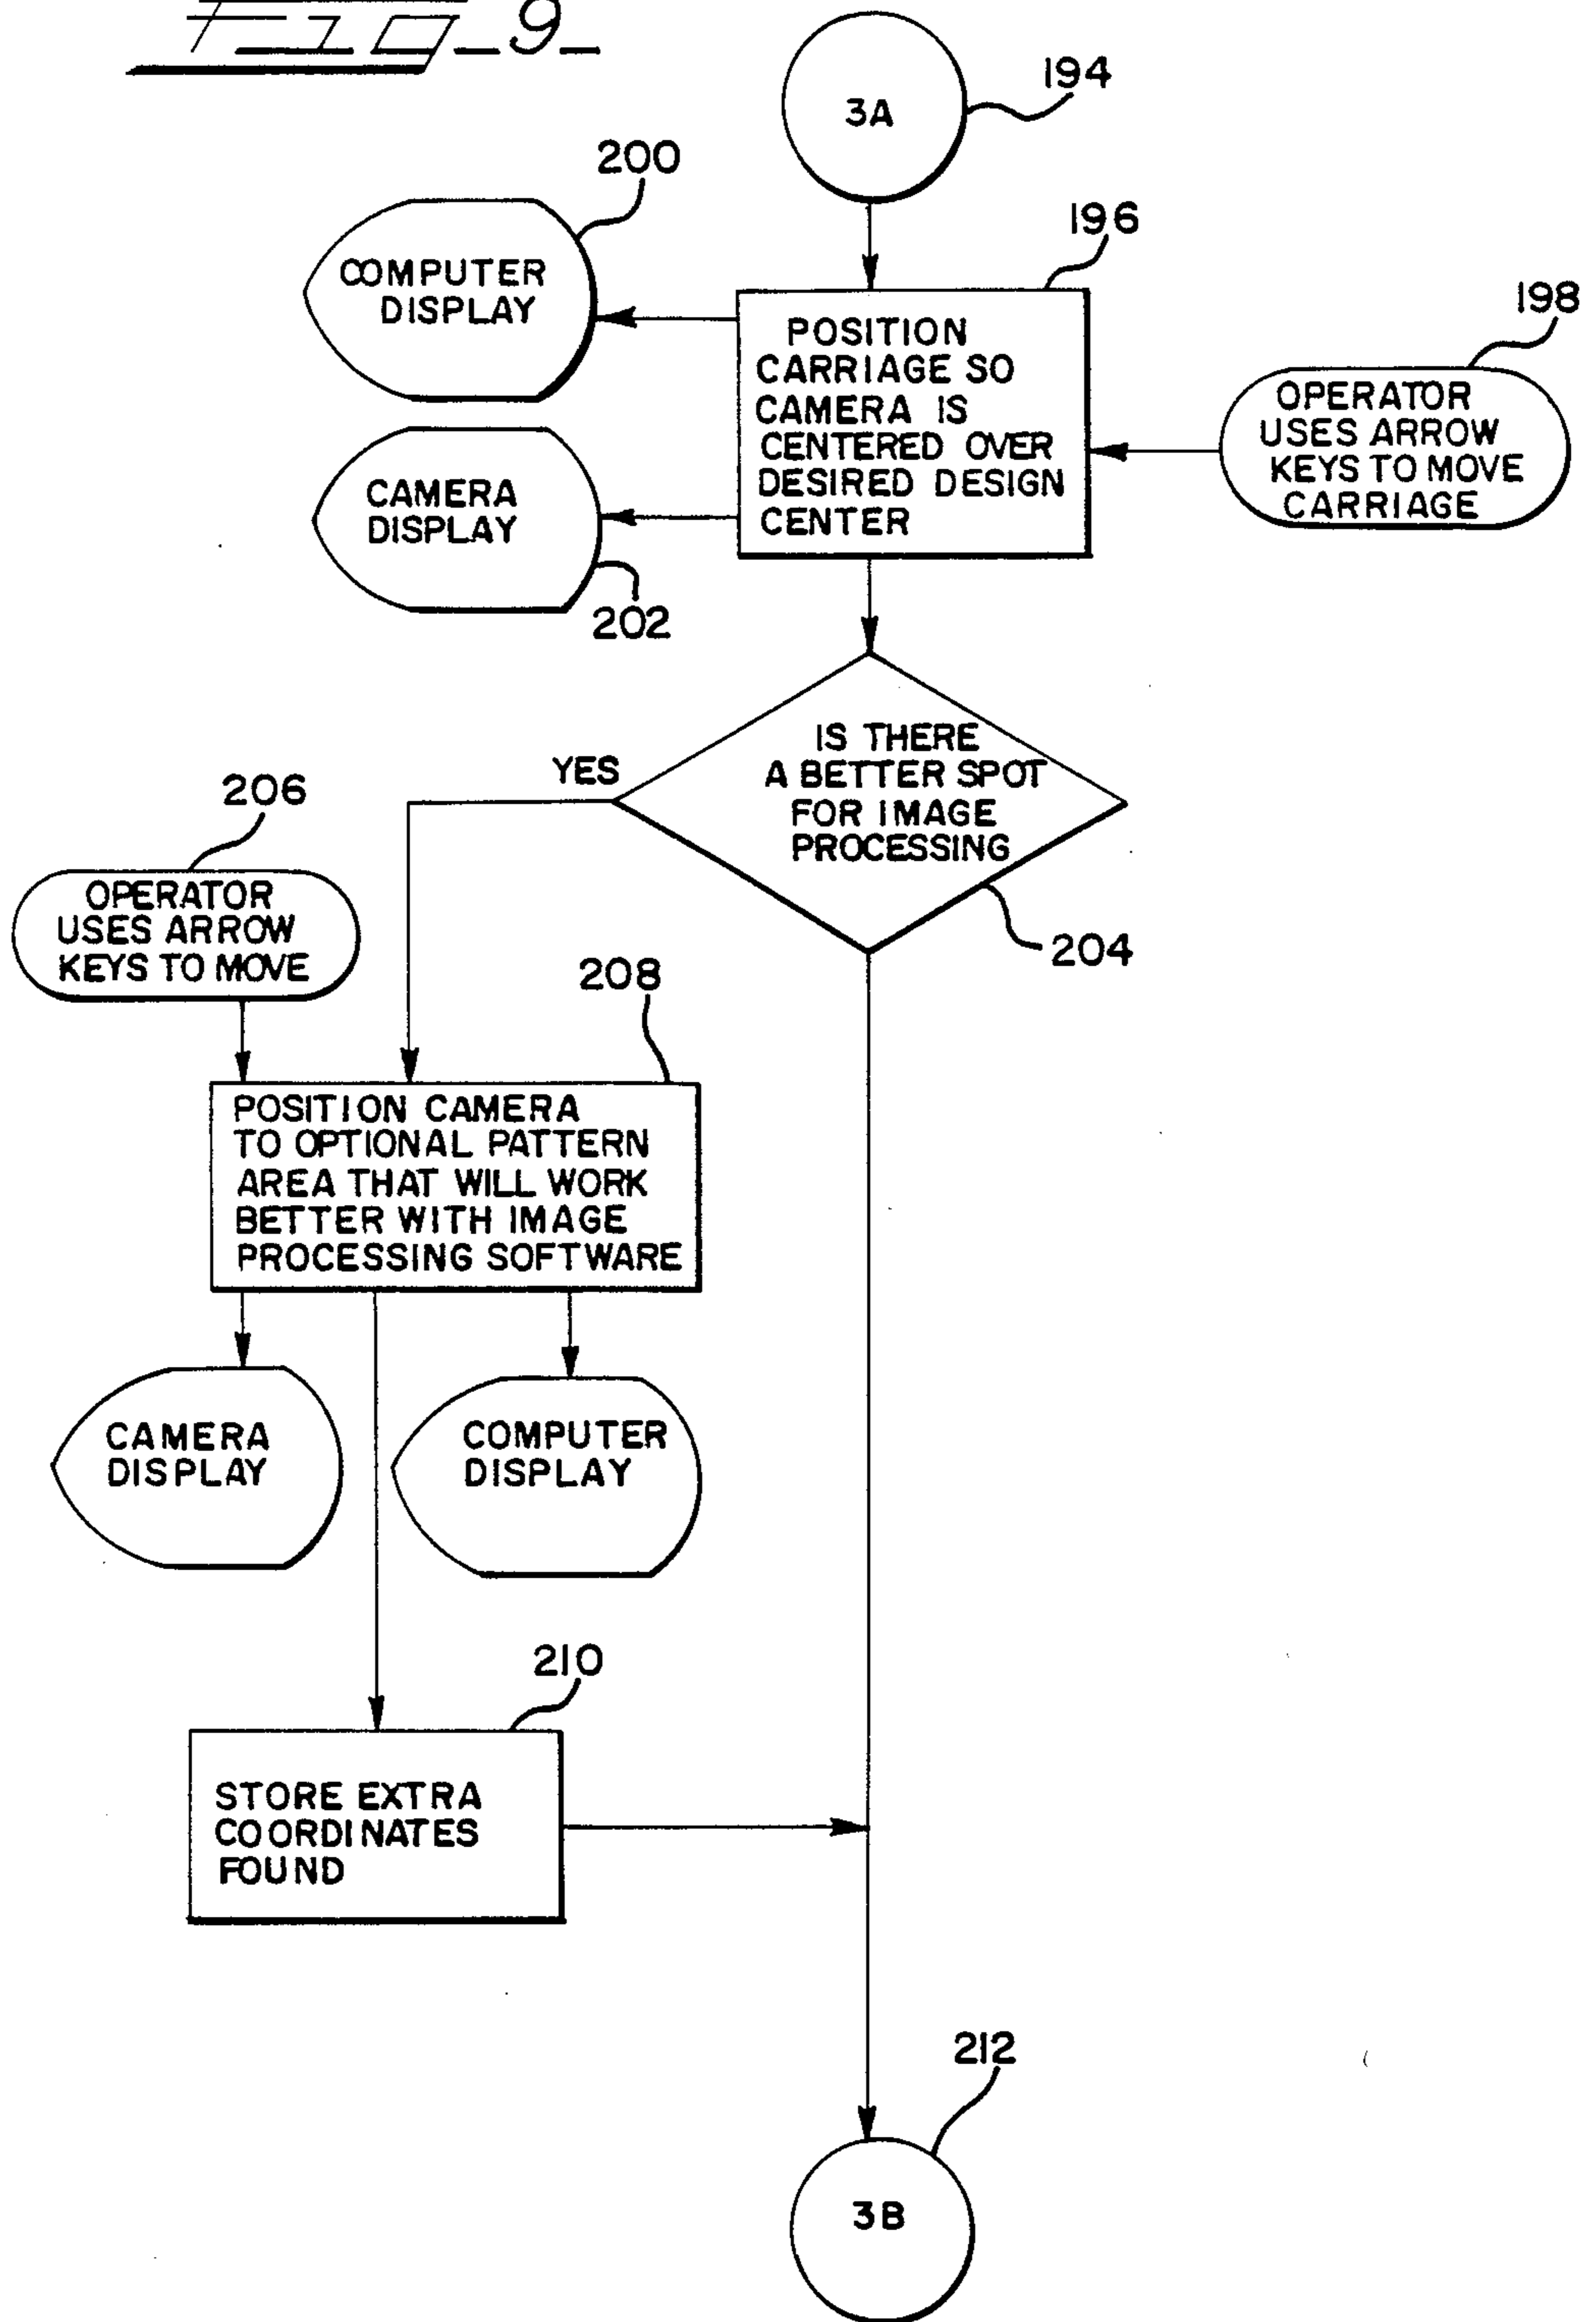 FIG_9_
3A
194
200
COMPUTER
DISPLAY
196
POSITION
CARRIAGE SO
CAMERA IS
CENTERED OVER
DESIRED DESIGN
CENTER
198
OPERATOR
USES ARROW
KEYS TO MOVE
CARRIAGE
CAMERA
DISPLAY
202
IS THERE
A BETTER SPOT
FOR IMAGE
PROCESSING
YES
204
206
OPERATOR
USES ARROW
KEYS TO MOVE
208
POSITION CAMERA
TO OPTIONAL PATTERN
AREA THAT WILL WORK
BETTER WITH IMAGE
PROCESSING SOFTWARE
CAMERA
DISPLAY
COMPUTER
DISPLAY
210
STORE EXTRA
COORDINATES
FOUND
212
3B